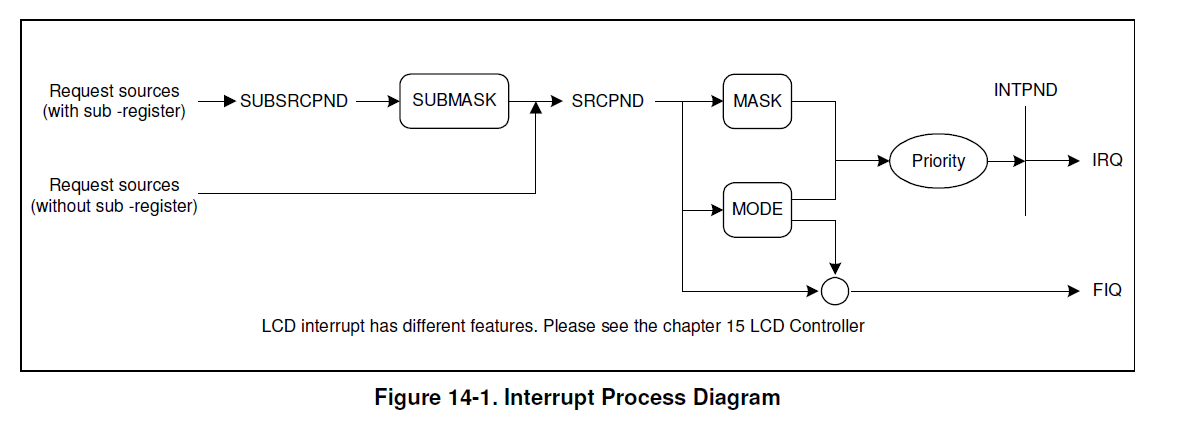 Request sources
(with sub -register)
SUBSRCPND
SUBMASK
SRCPND
MASK
INTPND
Priority
IRQ
Request sources
(without sub -register)
MODE
FIQ
LCD interrupt has different features. Please see the chapter 15 LCD Controller
Figure 14-1. Interrupt Process Diagram